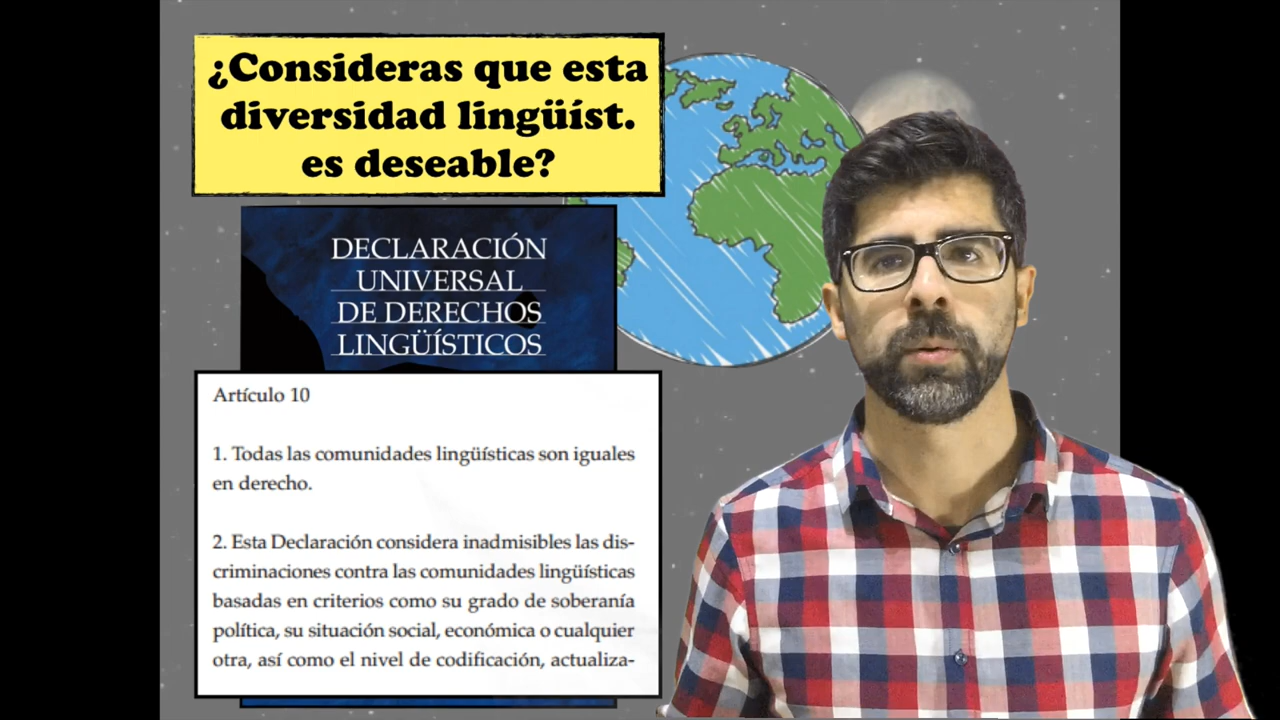 ¿Consideras que esta
diversidad lingüíst.
es deseable?
DECLARACIÓN
UNIVERSAL
DE DERECHOS
LINGÜÍSTICOS
Artículo 10
1. Todas las comunidades lingüísticas son iguales
en derecho.
2. Esta Declaración considera inadmisibles las dis-
criminaciones contra las comunidades lingüísticas
basadas en criterios como su grado de soberanía
política, su situación social, económica o cualquier
otra, así como el nivel de codificación, actualiza-